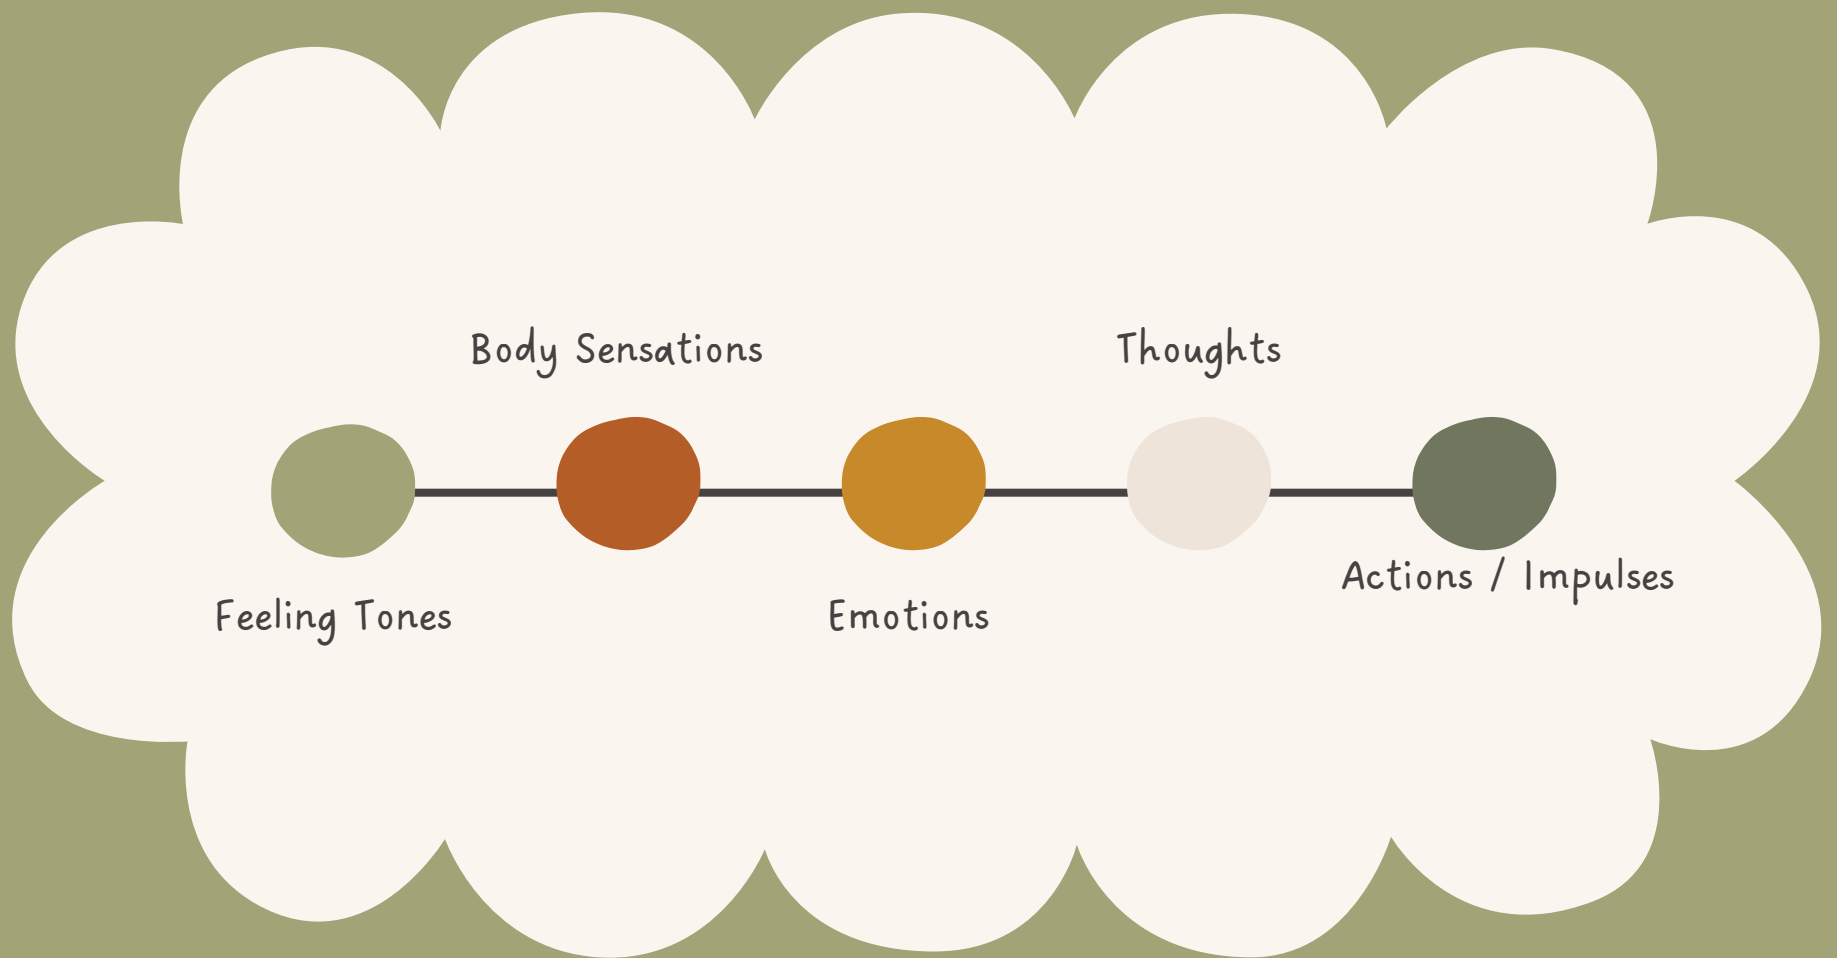 Body Sensations
Thoughts
Feeling Tones
Emotions
Actions / Impulses